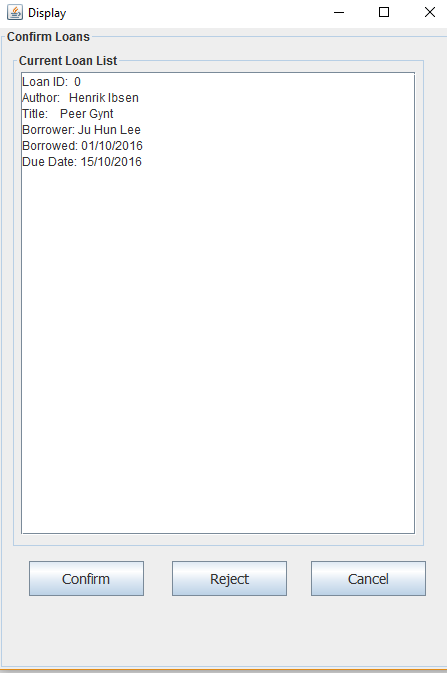 Display
Confirm Loans
Current Loan List
Loan ID:  0
Author:   Henrik Ibsen
Title:    Peer Gynt
Borrower: Ju Hun Lee
Borrowed: 01/10/2016
Due Date: 15/10/2016
Confirm
Reject
Cancel